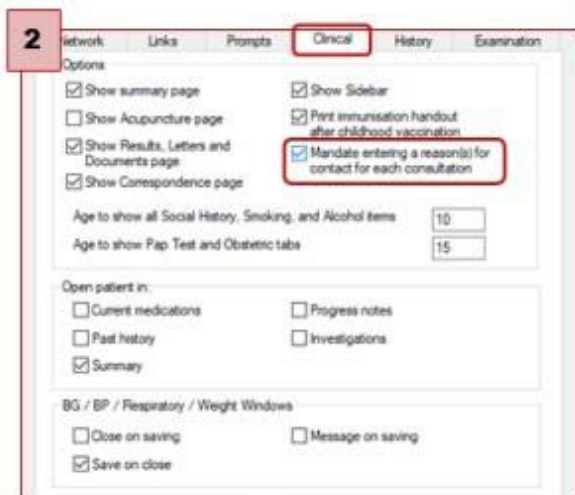 2
Network Links Prompts Clinical History Examination
Options
Show summary page
Show Sidebar
Show Acupuncture page
Print immunisation handout
after childhood vaccination
Show Results, Letters and
Documents page
Mandate entering a reason(s) for
contact for each consultation
Show Correspondence page
Age to show all Social History, Smoking, and Alcohol items 10
Age to show Pap Test and Obstetric tabs 15
Open patient in:
Current medications
Progress notes
Past history
Investigations
Summary
BG / BP / Respiratory / Weight Windows
Close on saving
Message on saving
Save on close